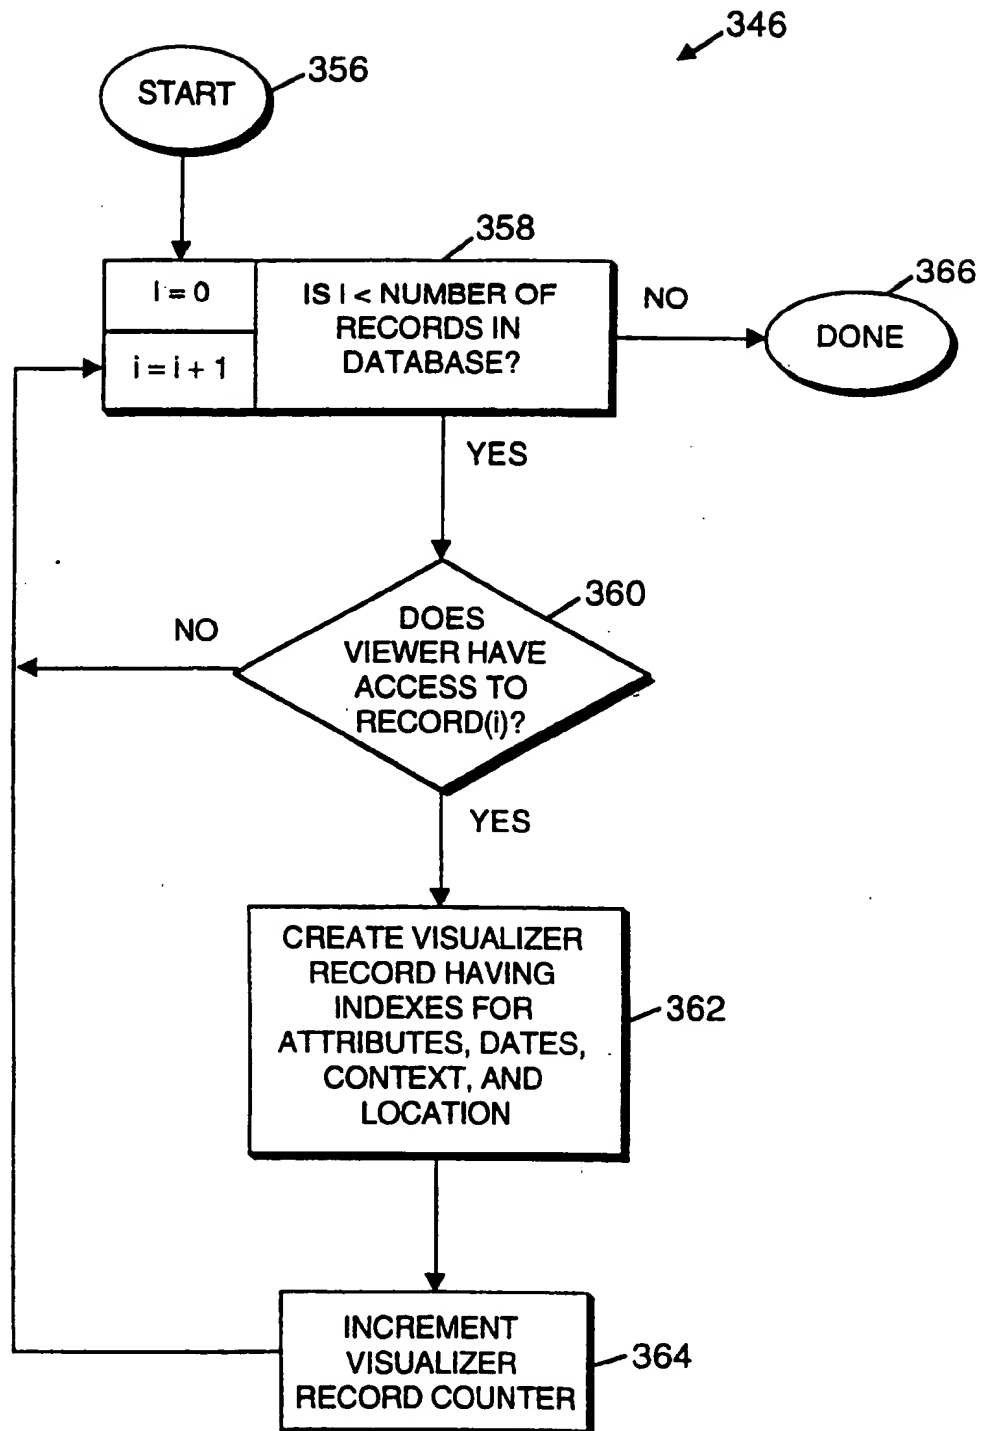 346
START
356
358
I = 0
IS I < NUMBER OF
RECORDS IN
DATABASE?
i = i + 1
NO
366
DONE
YES
360
DOES
VIEWER HAVE
ACCESS TO
RECORD(i)?
NO
YES
CREATE VISUALIZER
RECORD HAVING
INDEXES FOR
ATTRIBUTES, DATES,
CONTEXT, AND
LOCATION
362
INCREMENT
VISUALIZER
RECORD COUNTER
364